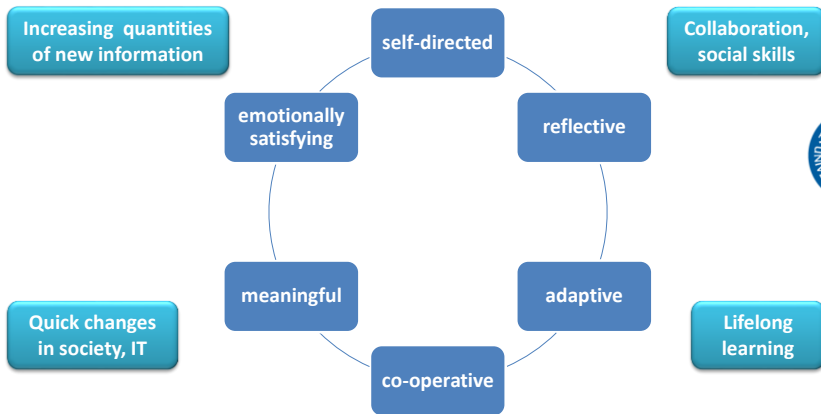 Increasing quantities
of new information
self-directed
Collaboration,
social skills
emotionally
satisfying
reflective
meaningful
adaptive
Quick changes
in society, IT
co-operative
Lifelong
learning